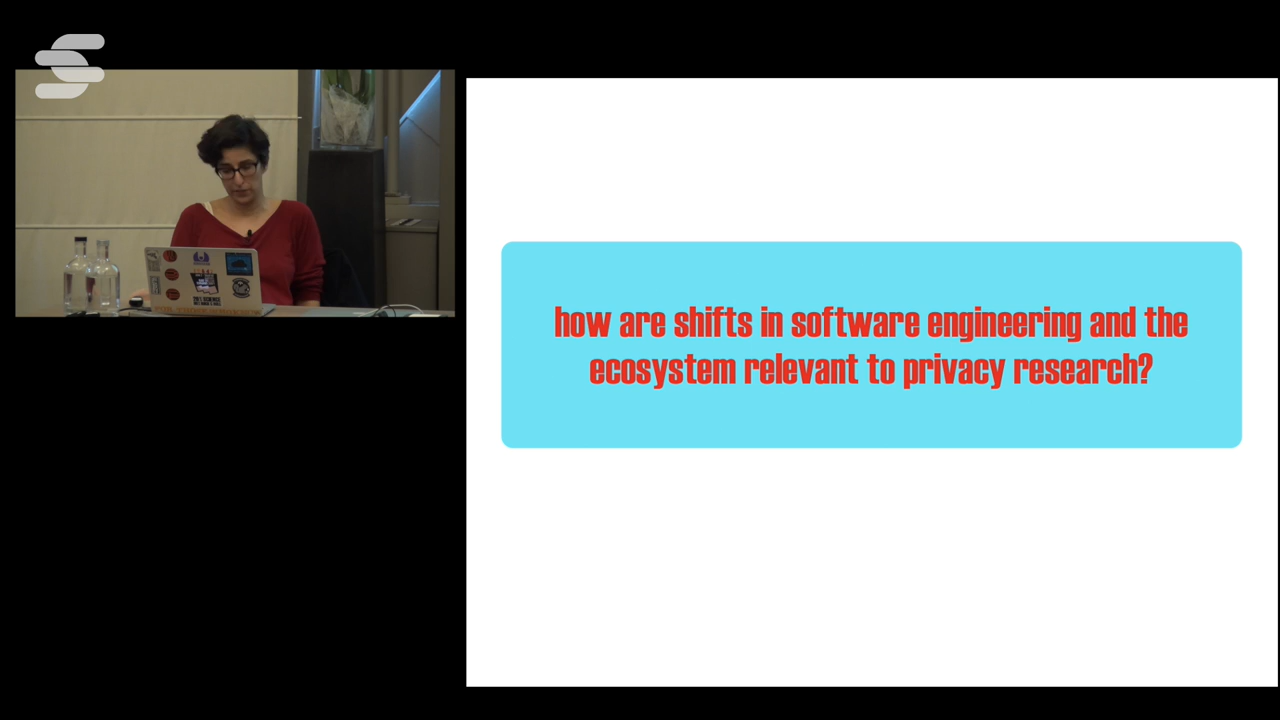 how are shifts in software engineering and the
ecosystem relevant to privacy research?